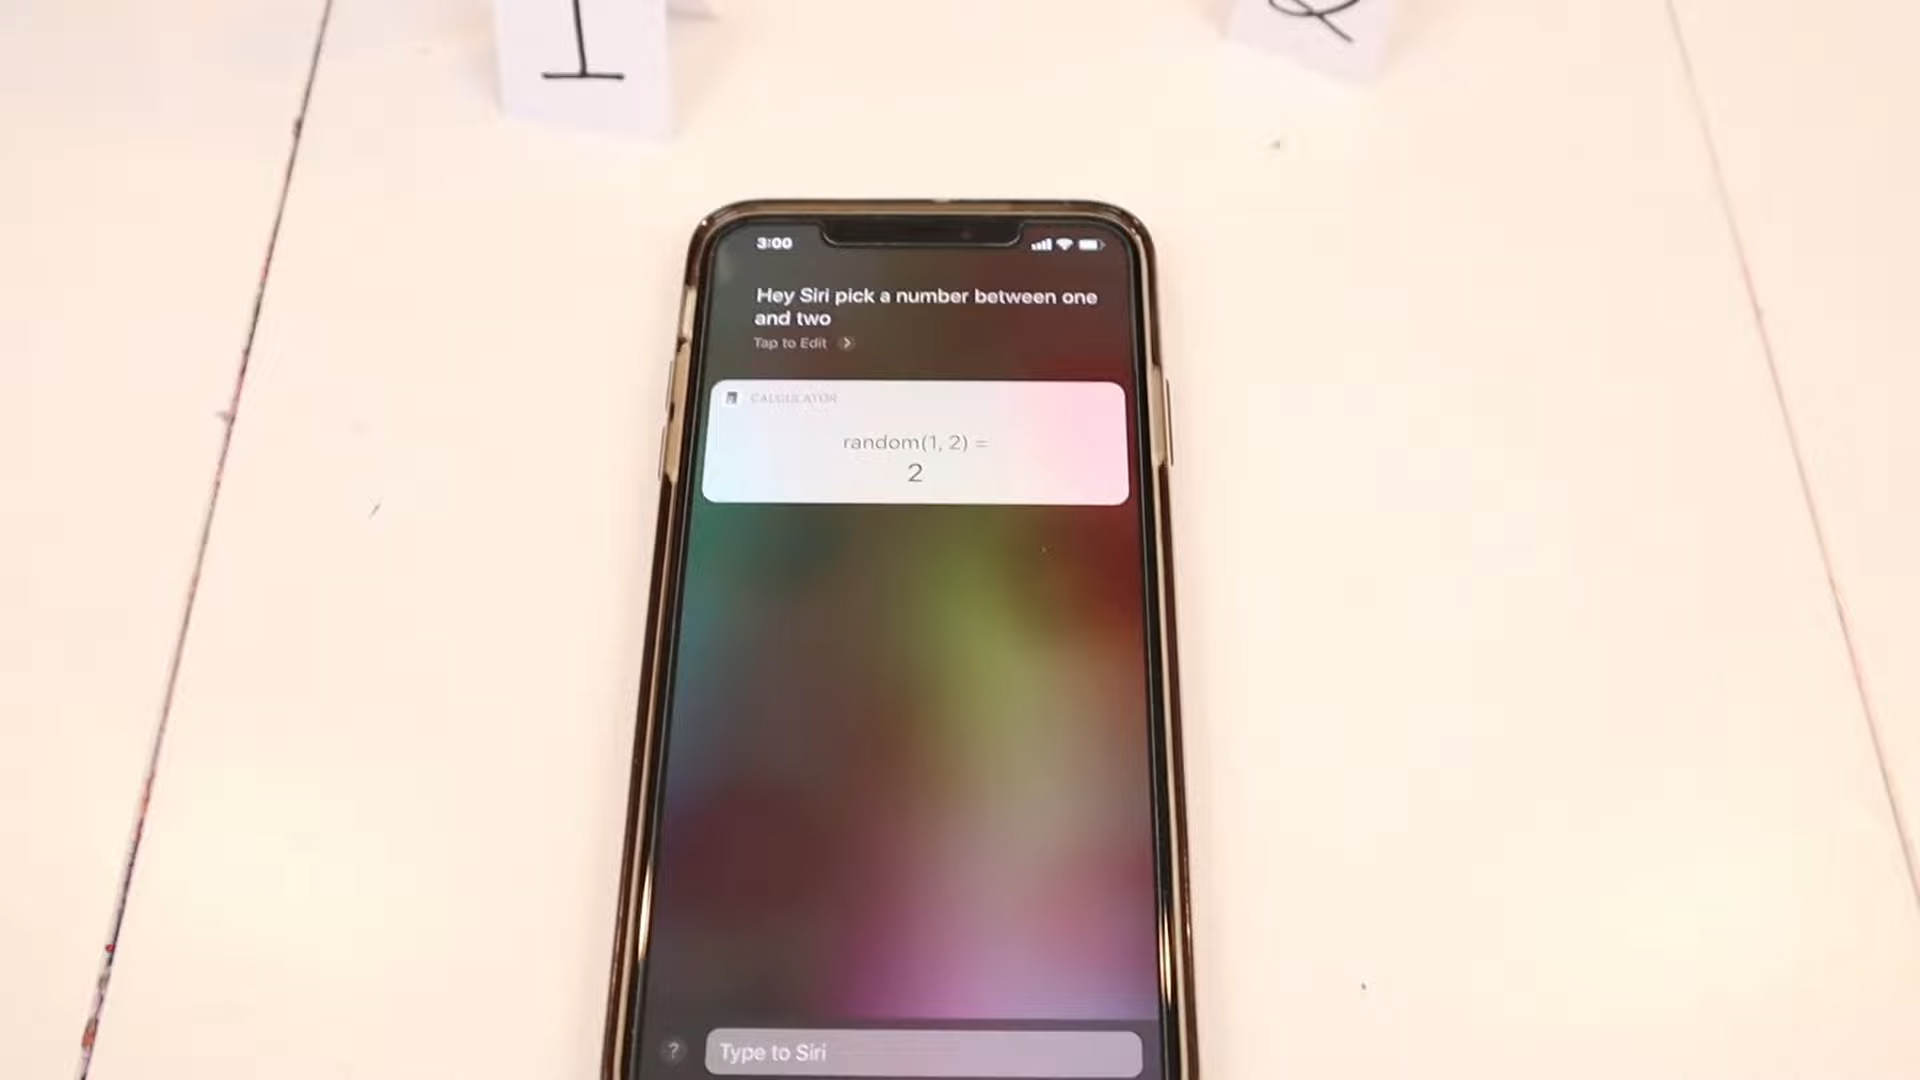 1 2
3:00
Hey Siri pick a number between one
and two
Tap to Edit
CALCULATOR
random(1, 2) =
2
? Type to Siri